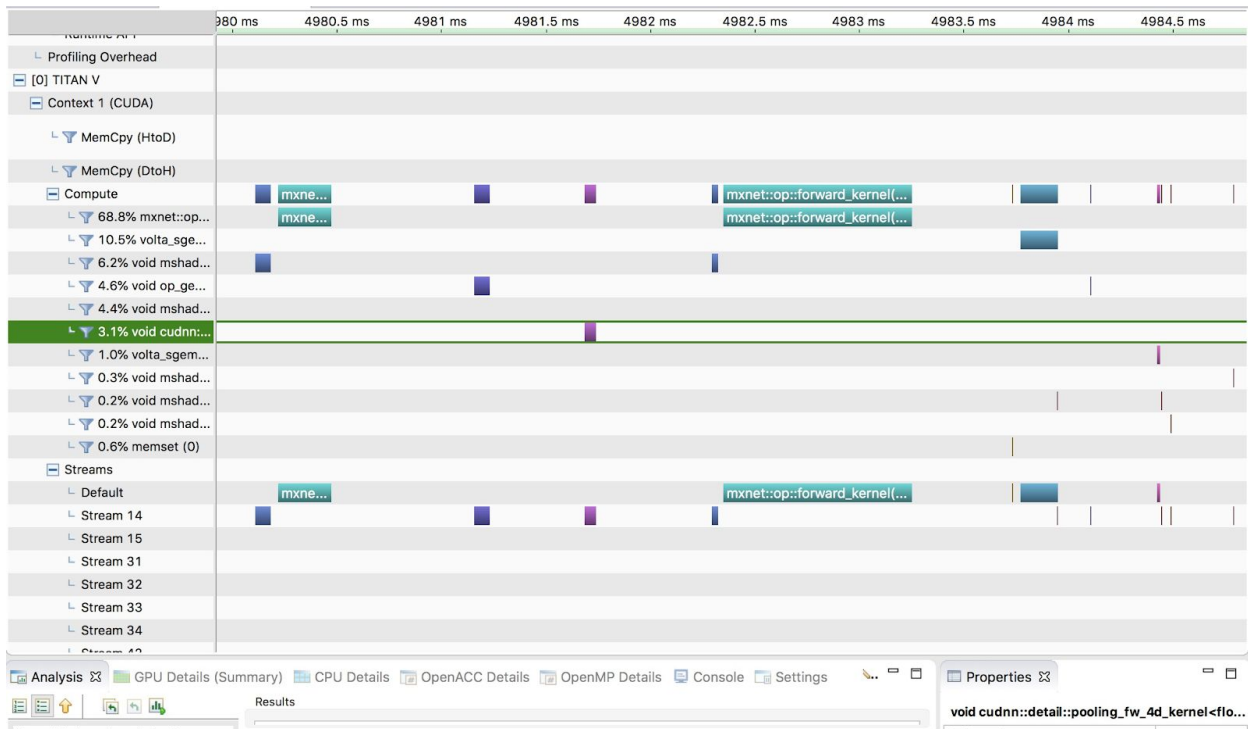 980 ms 4980.5 ms 4981 ms 4981.5 ms 4982 ms 4982.5 ms 4983 ms 4983.5 ms 4984 ms 4984.5 ms
Profiling Overhead
[0] TITAN V
Context 1 (CUDA)
MemCpy (HtoD)
MemCpy (DtoH)
Compute mxne... mxnet::op::forward_kernel(...
68.8% mxnet::op... mxne... mxnet::op::forward_kernel(...
10.5% volta_sge...
6.2% void mshad...
4.6% void op_ge...
4.4% void mshad...
3.1% void cudnn:...
1.0% volta_sgem...
0.3% void mshad...
0.2% void mshad...
0.2% void mshad...
0.6% memset (0)
Streams
Default mxne... mxnet::op::forward_kernel(...
Stream 14
Stream 15
Stream 31
Stream 32
Stream 33
Stream 34
Analysis GPU Details (Summary) CPU Details OpenACC Details OpenMP Details Console Settings Properties
Results
void cudnn::detail::pooling_fw_4d_kernel<flo...